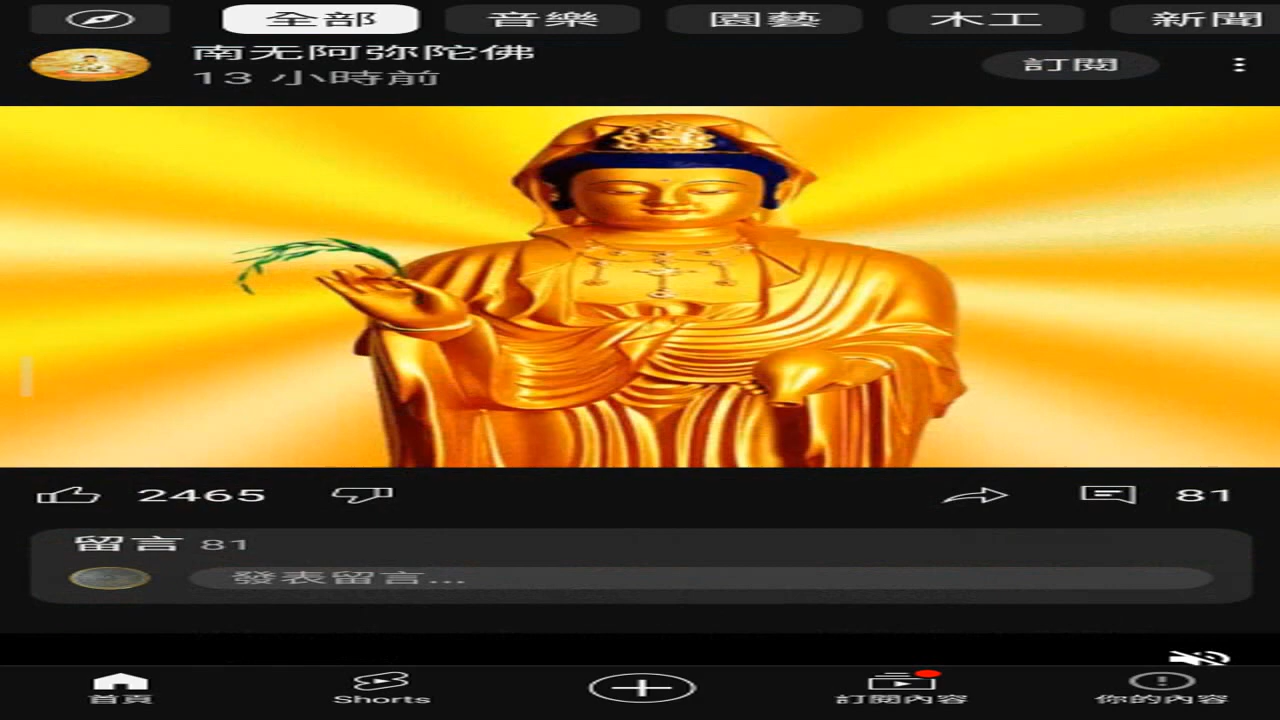 全部 音樂 園藝 木工 新聞
南无阿弥陀佛
13 小時前
訂閱
2465
81
留言 81
發表留言...
首頁 Shorts 訂閱內容 你的內容